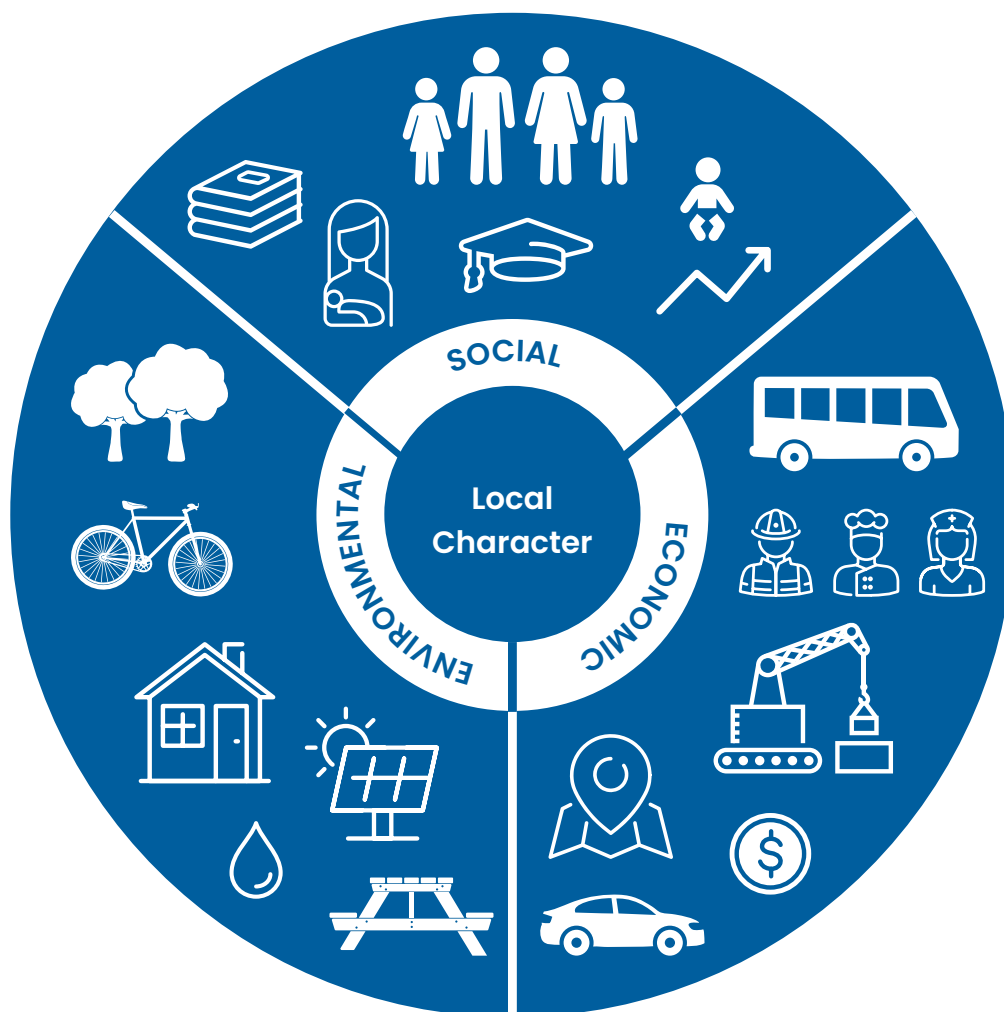 SOCIAL
ENVIRONMENTAL
Local
Character
ECONOMIC
$